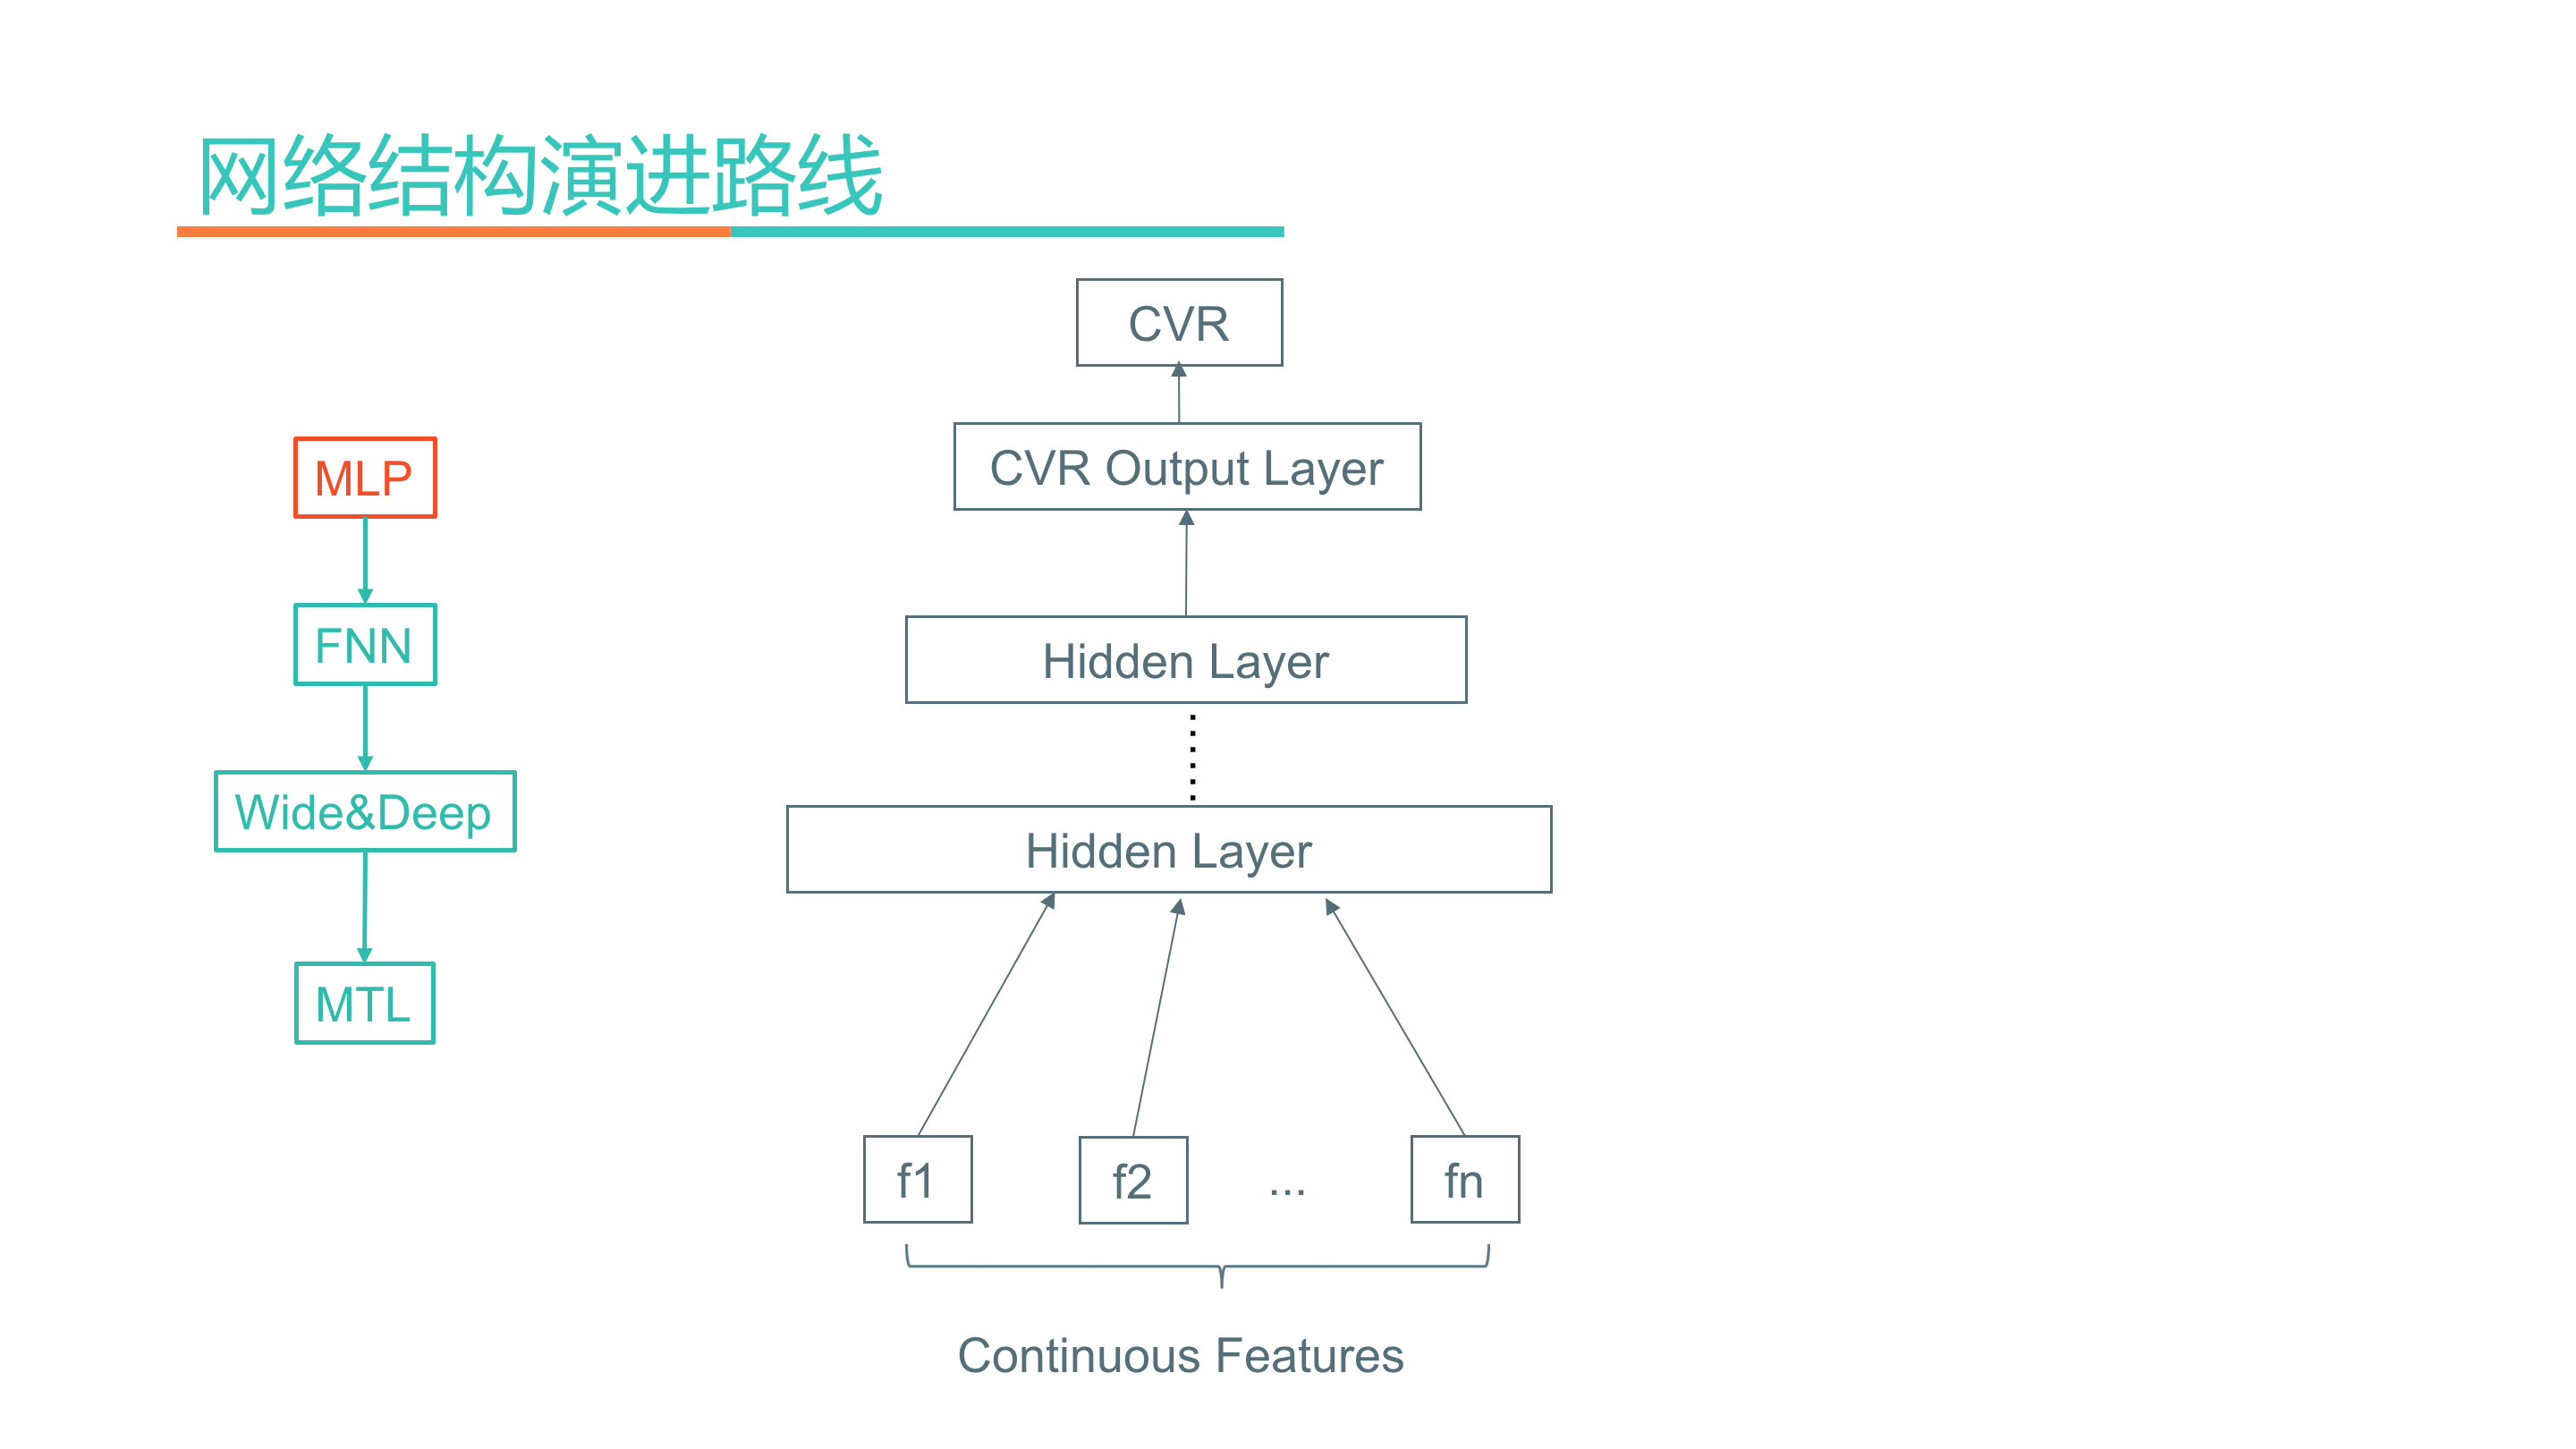 网络结构演进路线
MLP
FNN
Wide&Deep
MTL
CVR
CVR Output Layer
Hidden Layer
Hidden Layer
f1
f2
...
fn
Continuous Features